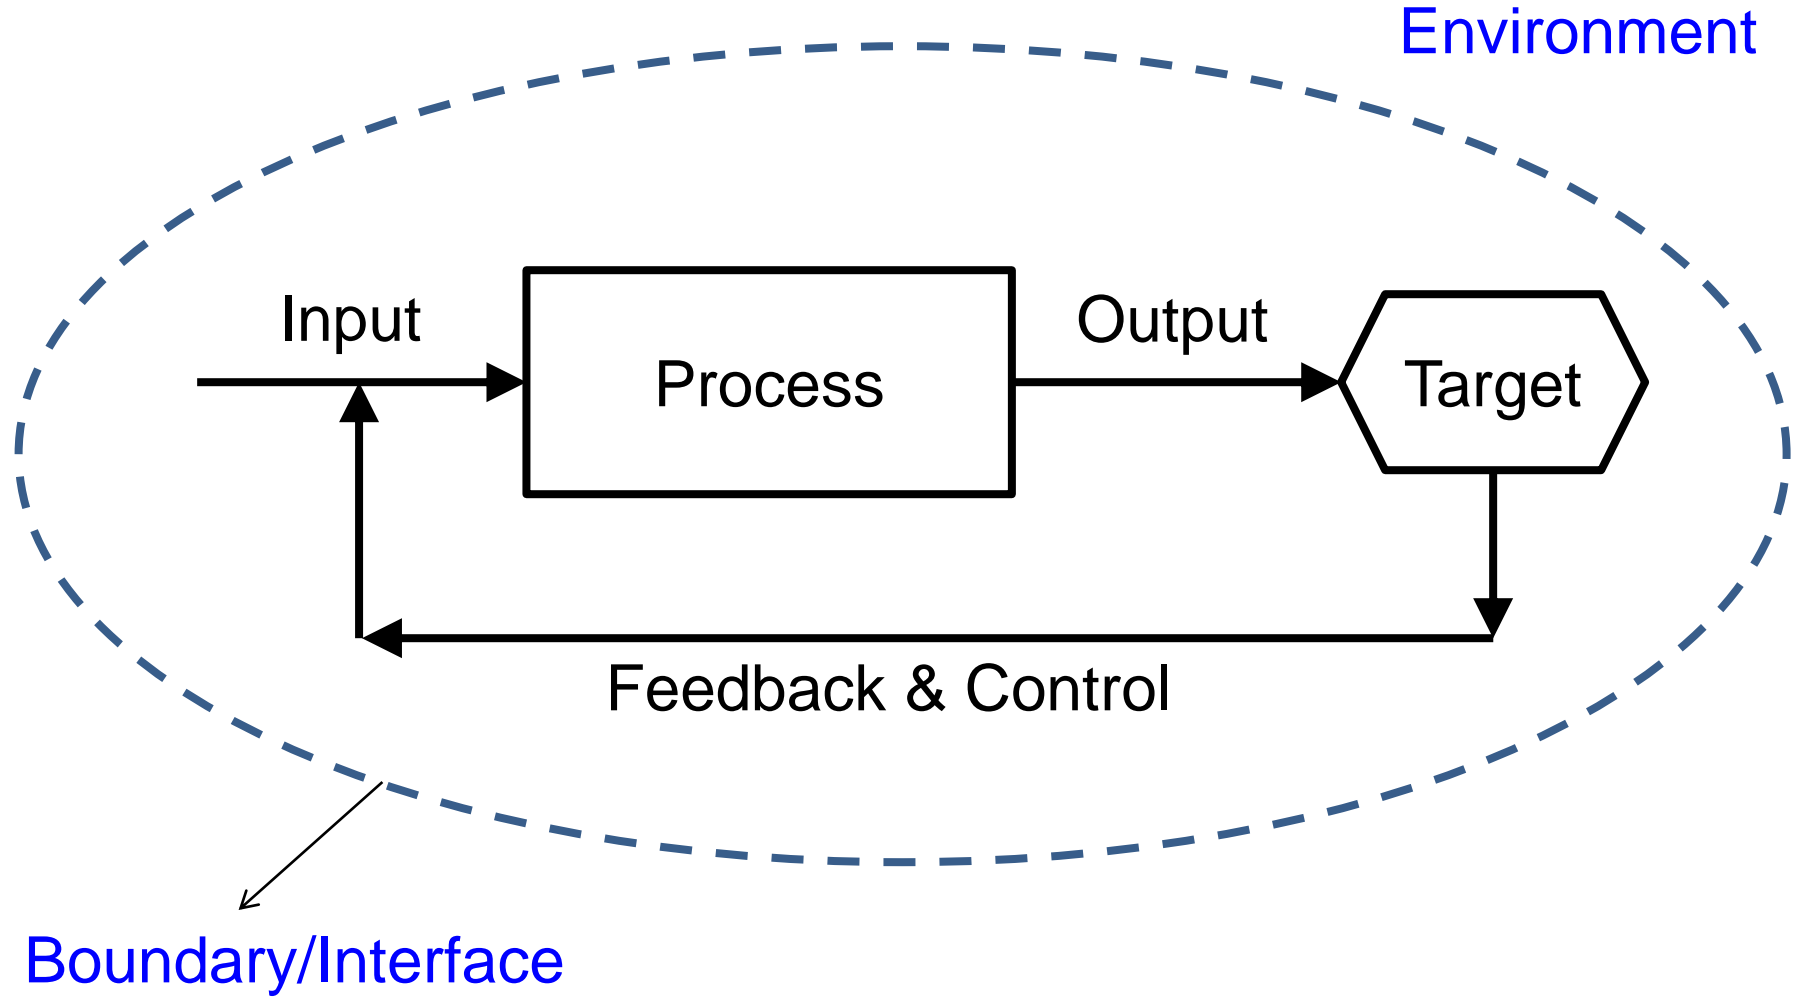 Environment
Input
Output
Process
Target
Feedback & Control
Boundary/Interface